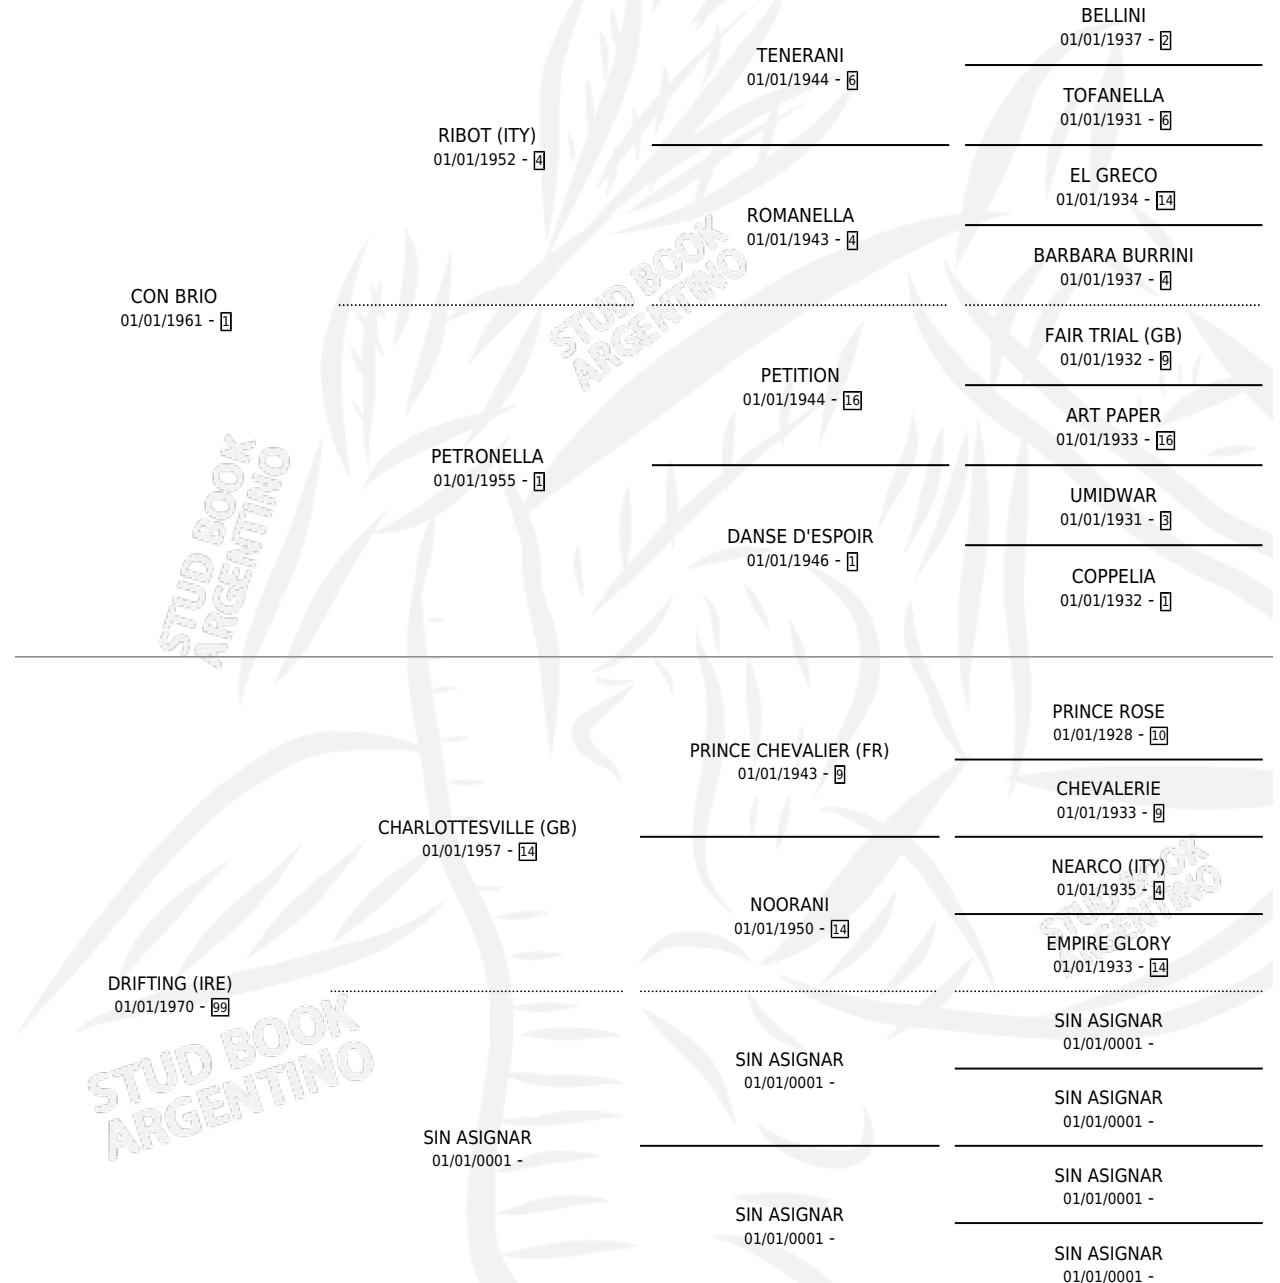 BELLINI
01/01/1937 - 2
TENERANI
01/01/1944 - 6
TOFANELLA
01/01/1931 - 6
RIBOT (ITY)
01/01/1952 - 4
EL GRECO
01/01/1934 - 14
ROMANELLA
01/01/1943 - 4
BARBARA BURRINI
01/01/1937 - 4
CON BRIO
01/01/1961 - 1
FAIR TRIAL (GB)
01/01/1932 - 9
PETITION
01/01/1944 - 16
ART PAPER
01/01/1933 - 16
PETRONELLA
01/01/1955 - 1
UMIDWAR
01/01/1931 - 3
DANSE D'ESPOIR
01/01/1946 - 1
COPPELIA
01/01/1932 - 1
PRINCE ROSE
01/01/1928 - 10
PRINCE CHEVALIER (FR)
01/01/1943 - 9
CHEVALERIE
01/01/1933 - 9
CHARLOTTESVILLE (GB)
01/01/1957 - 14
NEARCO (ITY)
01/01/1935 - 4
NOORANI
01/01/1950 - 14
EMPIRE GLORY
01/01/1933 - 14
DRIFTING (IRE)
01/01/1970 - 99
SIN ASIGNAR
01/01/0001 -
SIN ASIGNAR
01/01/0001 -
SIN ASIGNAR
01/01/0001 -
SIN ASIGNAR
01/01/0001 -
SIN ASIGNAR
01/01/0001 -
SIN ASIGNAR
01/01/0001 -
SIN ASIGNAR
01/01/0001 -
STUD BOOK
ARGENTINO
STUD BOOK
ARGENTINO
STUD BOOK
ARGENTINO
STUD BOOK
ARGENTINO